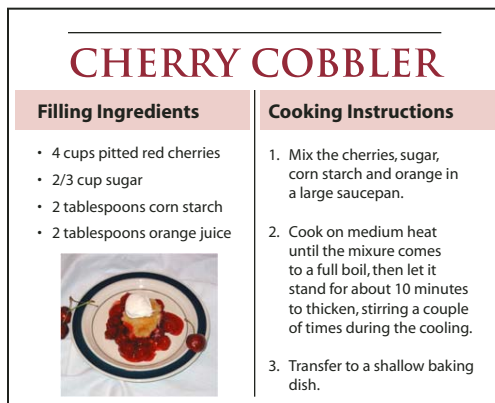 CHERRY COBBLER
Filling Ingredients
• 4 cups pitted red cherries
• 2/3 cup sugar
• 2 tablespoons corn starch
• 2 tablespoons orange juice
Cooking Instructions
1. Mix the cherries, sugar,
corn starch and orange in
a large saucepan.
2. Cook on medium heat
until the mixure comes
to a full boil, then let it
stand for about 10 minutes
to thicken, stirring a couple
of times during the cooling.
3. Transfer to a shallow baking
dish.